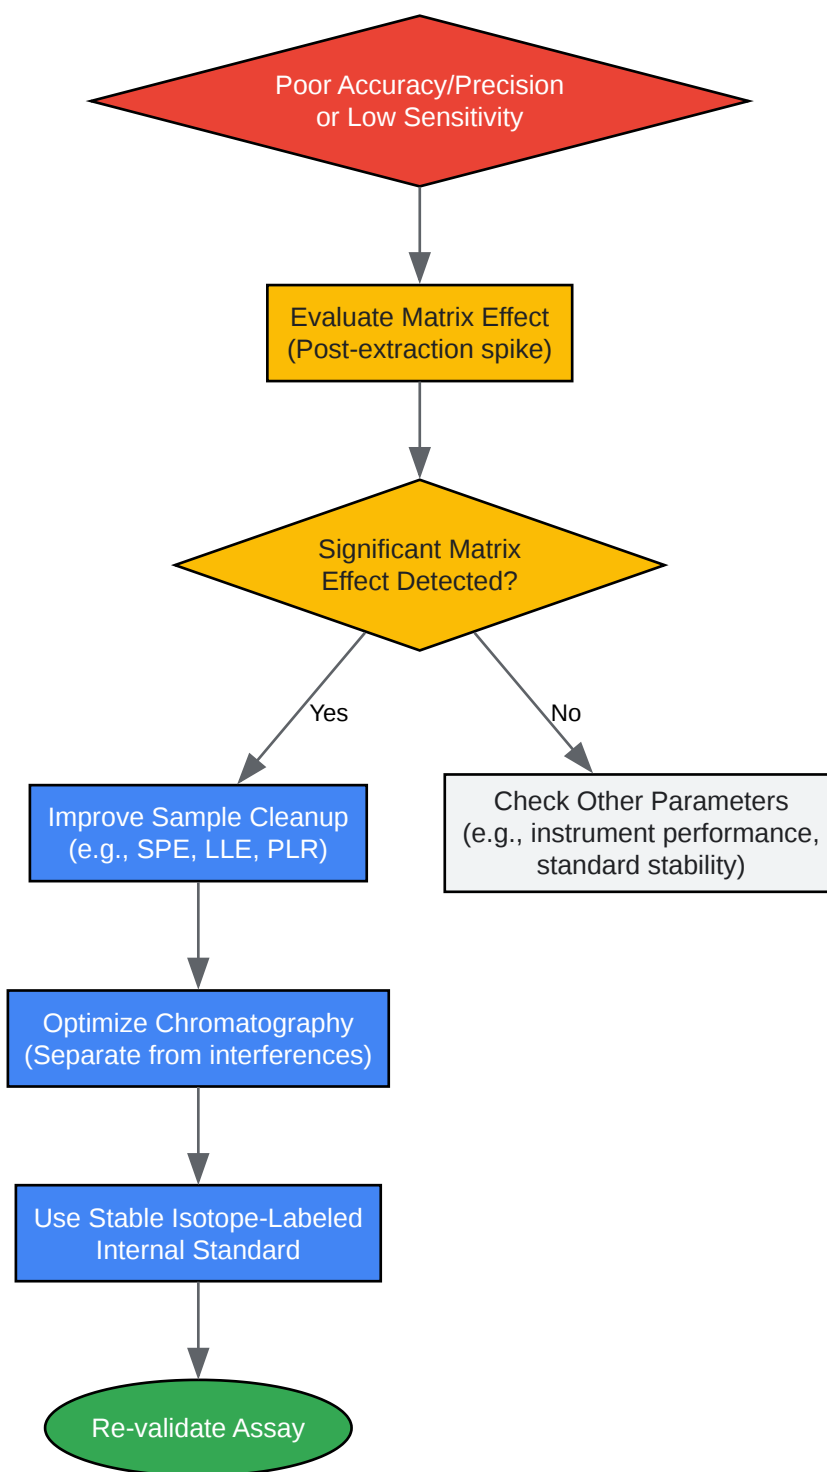 Poor Accuracy/Precision
or Low Sensitivity
Evaluate Matrix Effect
(Post-extraction spike)
Significant Matrix
Effect Detected?
Yes
No
Improve Sample Cleanup
(e.g., SPE, LLE, PLR)
Check Other Parameters
(e.g., instrument performance,
standard stability)
Optimize Chromatography
(Separate from interferences)
Use Stable Isotope-Labeled
Internal Standard
Re-validate Assay